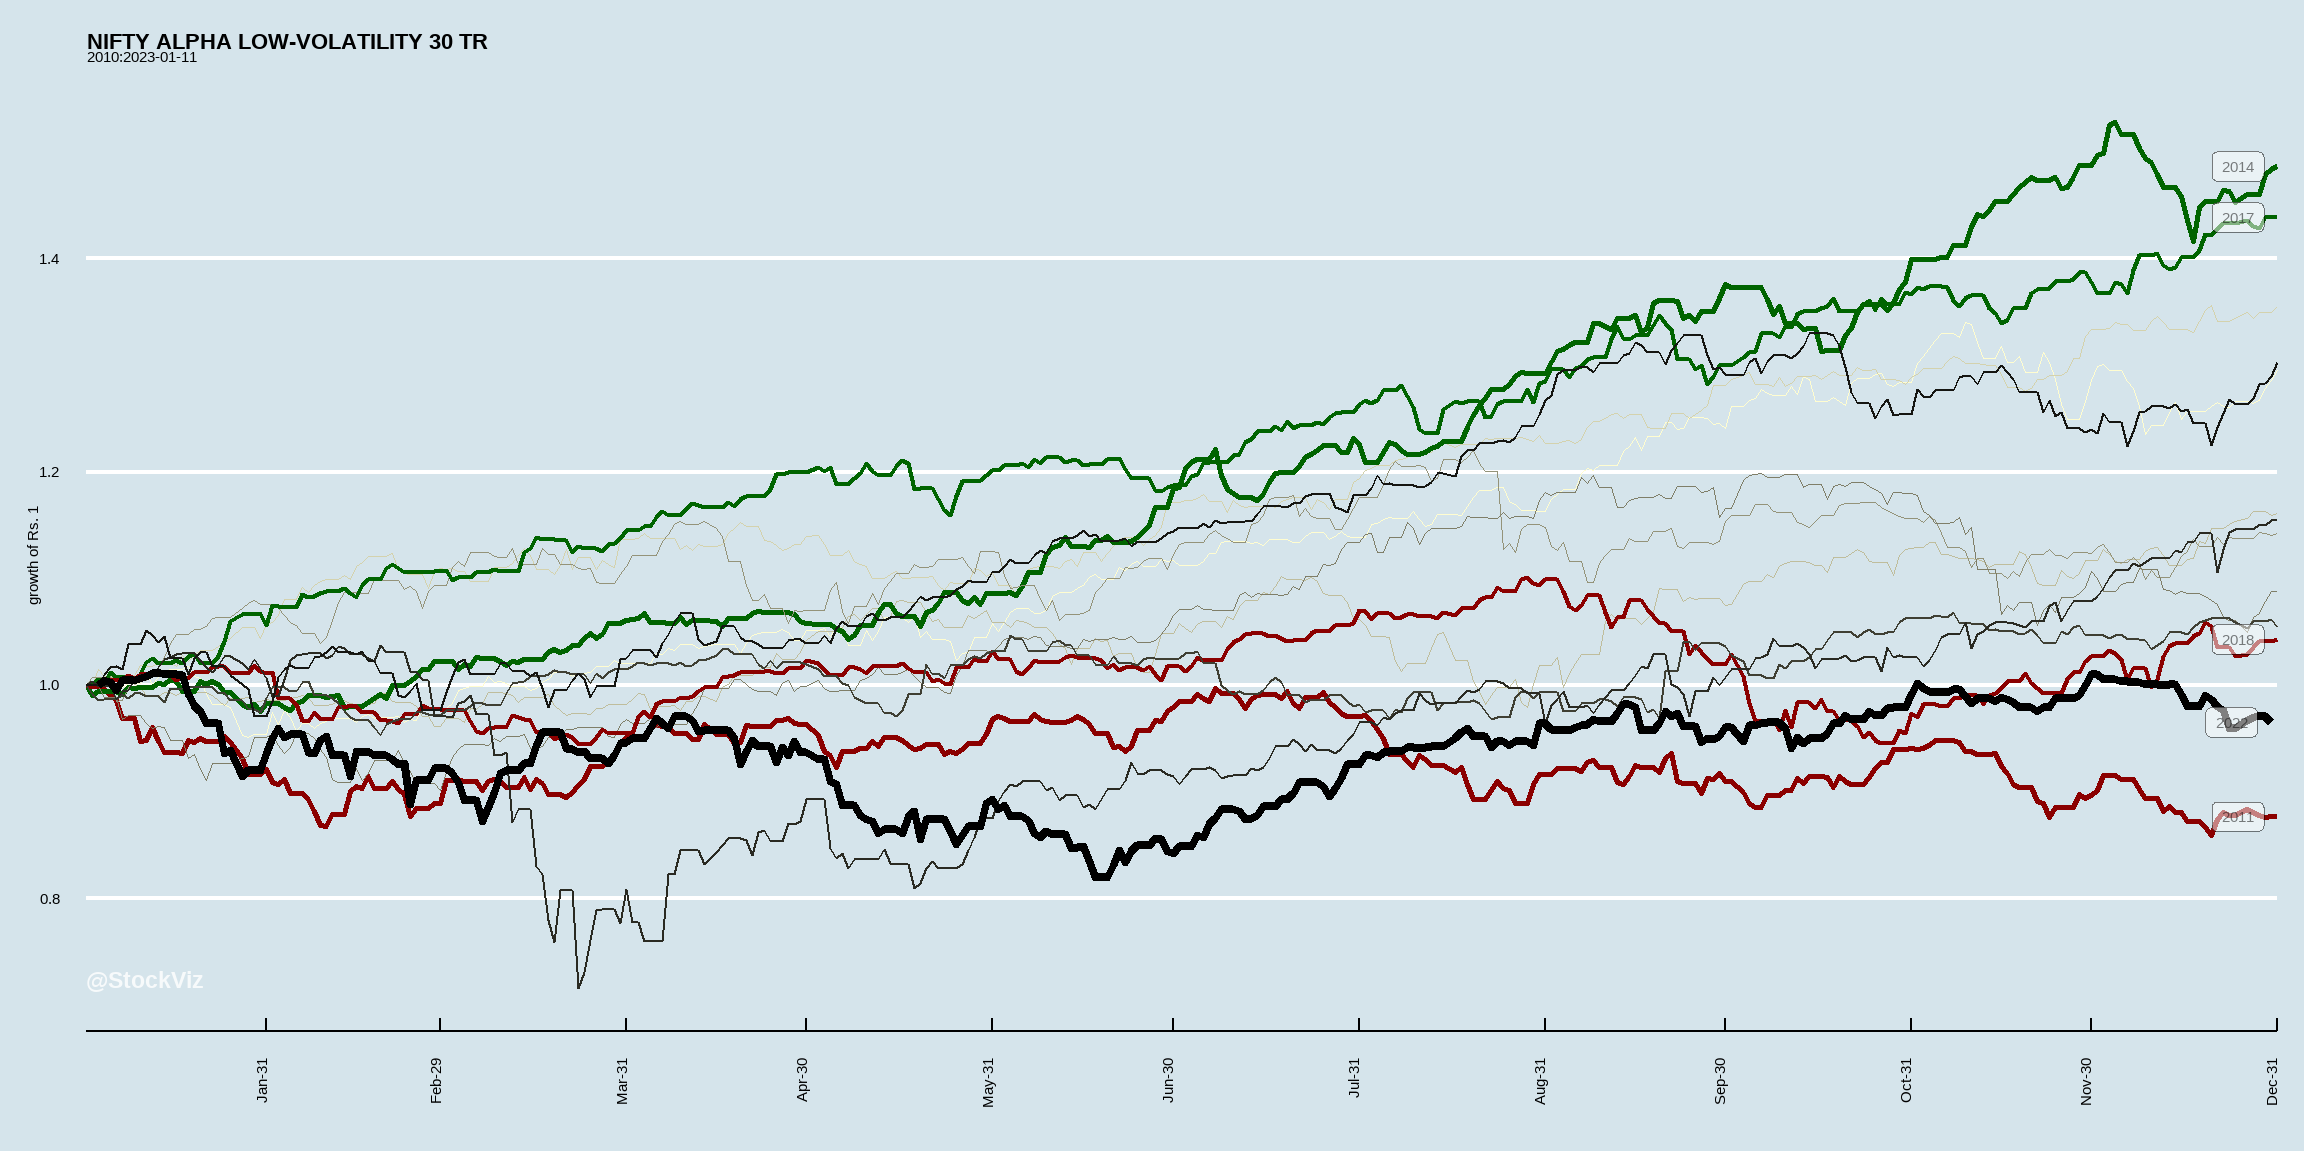 NIFTY ALPHA LOW-VOLATILITY 30 TR
2010:2023-01-11
growth of Rs. 1
1.4
1.2
1.0
0.8
2014
2017
2018
2022
2011
@StockViz
Jan-31
Feb-29
Mar-31
Apr-30
May-31
Jun-30
Jul-31
Aug-31
Sep-30
Oct-31
Nov-30
Dec-31